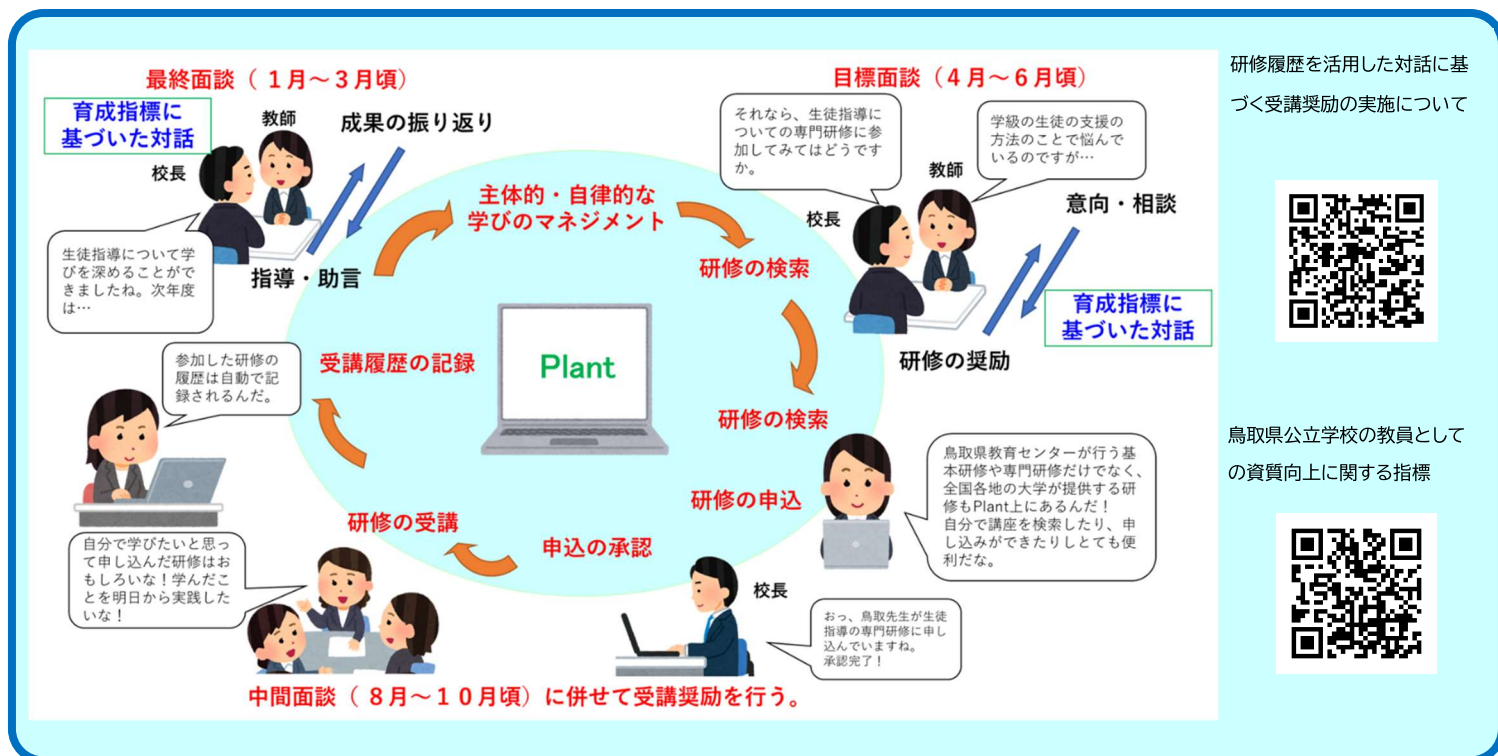 最終面談(1月~3月頃)
育成指標に
基づいた対話
教師
成果の振り返り
校長
生徒指導について学
びを深めることがで
きましたね。次年度
は…
指導・助言
目標面談(4月~6月頃)
それなら、生徒指導に
ついての専門研修に参
加してみてはどうです
か。
学級の生徒の支援の
方法のことで悩んで
いるのですが…
教師
校長
意向・相談
育成指標に
基づいた対話
研修の奨励
主体的・自律的な
学びのマネジメント
研修の検索
研修の検索
研修の申込
申込の承認
研修の受講
受講履歴の記録
Plant
鳥取県教育センターが行う基
本研修や専門研修だけでなく、
全国各地の大学が提供する研
修もPlant上にあるんだ!
自分で講座を検索したり、申
し込みができたりしとても便
利だな。
校長
おっ、鳥取先生が生徒
指導の専門研修に申し
込んでいますね。
承認完了!
自分で学びたいと思っ
て申し込んだ研修はお
もしろいな!学んだこ
とを明日から実践した
いな!
参加した研修の
履歴は自動で記
録されるんだ。
中間面談(8月~10月頃)に併せて受講奨励を行う。
研修履歴を活用した対話に基
づく受講奨励の実施について
鳥取県公立学校の教員として
の資質向上に関する指標